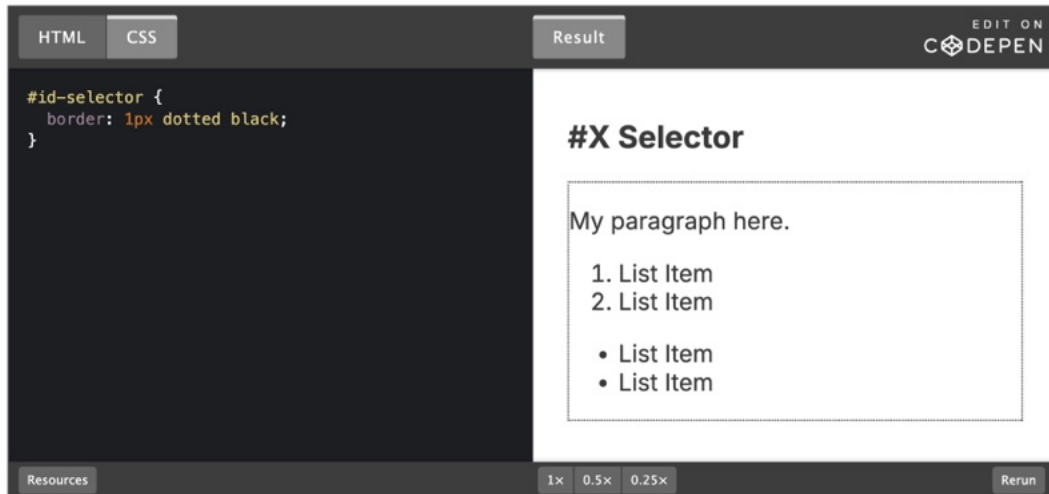 HTML CSS
Result
EDIT ON
CODEPEN
#id-selector {
  border: 1px dotted black;
}
#X Selector
My paragraph here.
1. List Item
2. List Item
• List Item
• List Item
Resources
1× 0.5× 0.25×
Rerun